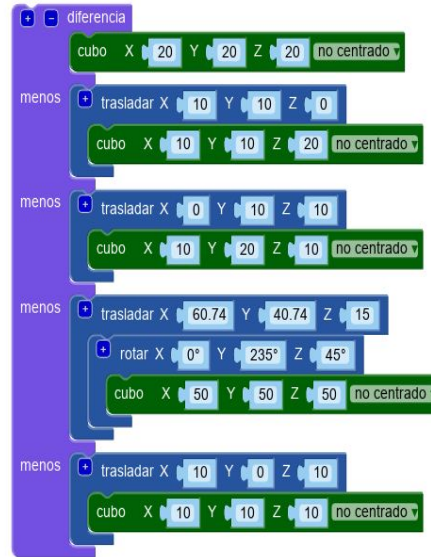 + - diferencia
cubo X 20 Y 20 Z 20 no centrado
menos + trasladar X 10 Y 10 Z 0
cubo X 10 Y 10 Z 20 no centrado
menos + trasladar X 0 Y 10 Z 10
cubo X 10 Y 20 Z 10 no centrado
menos + trasladar X 60.74 Y 40.74 Z 15
+ rotar X 0° Y 235° Z 45°
cubo X 50 Y 50 Z 50 no centrado
menos + trasladar X 10 Y 0 Z 10
cubo X 10 Y 10 Z 10 no centrado